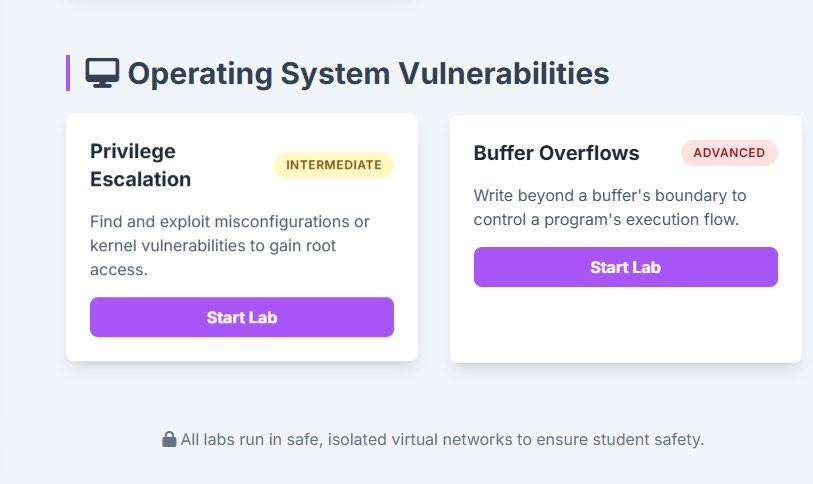 Operating System Vulnerabilities
Privilege
Escalation
INTERMEDIATE
Find and exploit misconfigurations or
kernel vulnerabilities to gain root
access.
Start Lab
Buffer Overflows
ADVANCED
Write beyond a buffer's boundary to
control a program's execution flow.
Start Lab
All labs run in safe, isolated virtual networks to ensure student safety.